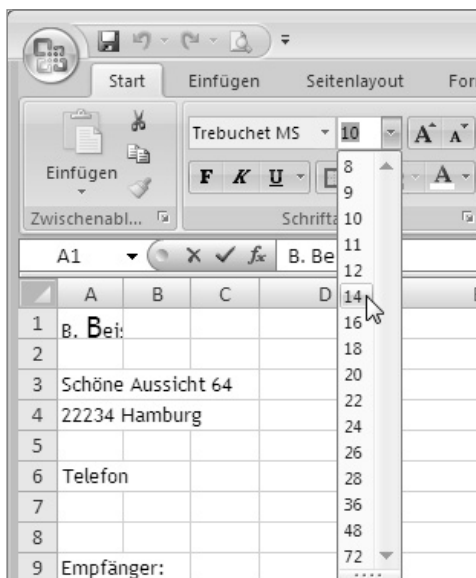 Start Einfügen Seitenlayout For
Trebuchet MS 10 A A
Einfügen F K U A
Zwischenabl... Schrifta
A1 fx B. Be
A B C D
1 B. Beis
2
3 Schöne Aussicht 64
4 22234 Hamburg
5
6 Telefon
7
8
9 Empfänger:
8
9
10
11
12
14
16
18
20
22
24
26
28
36
48
72